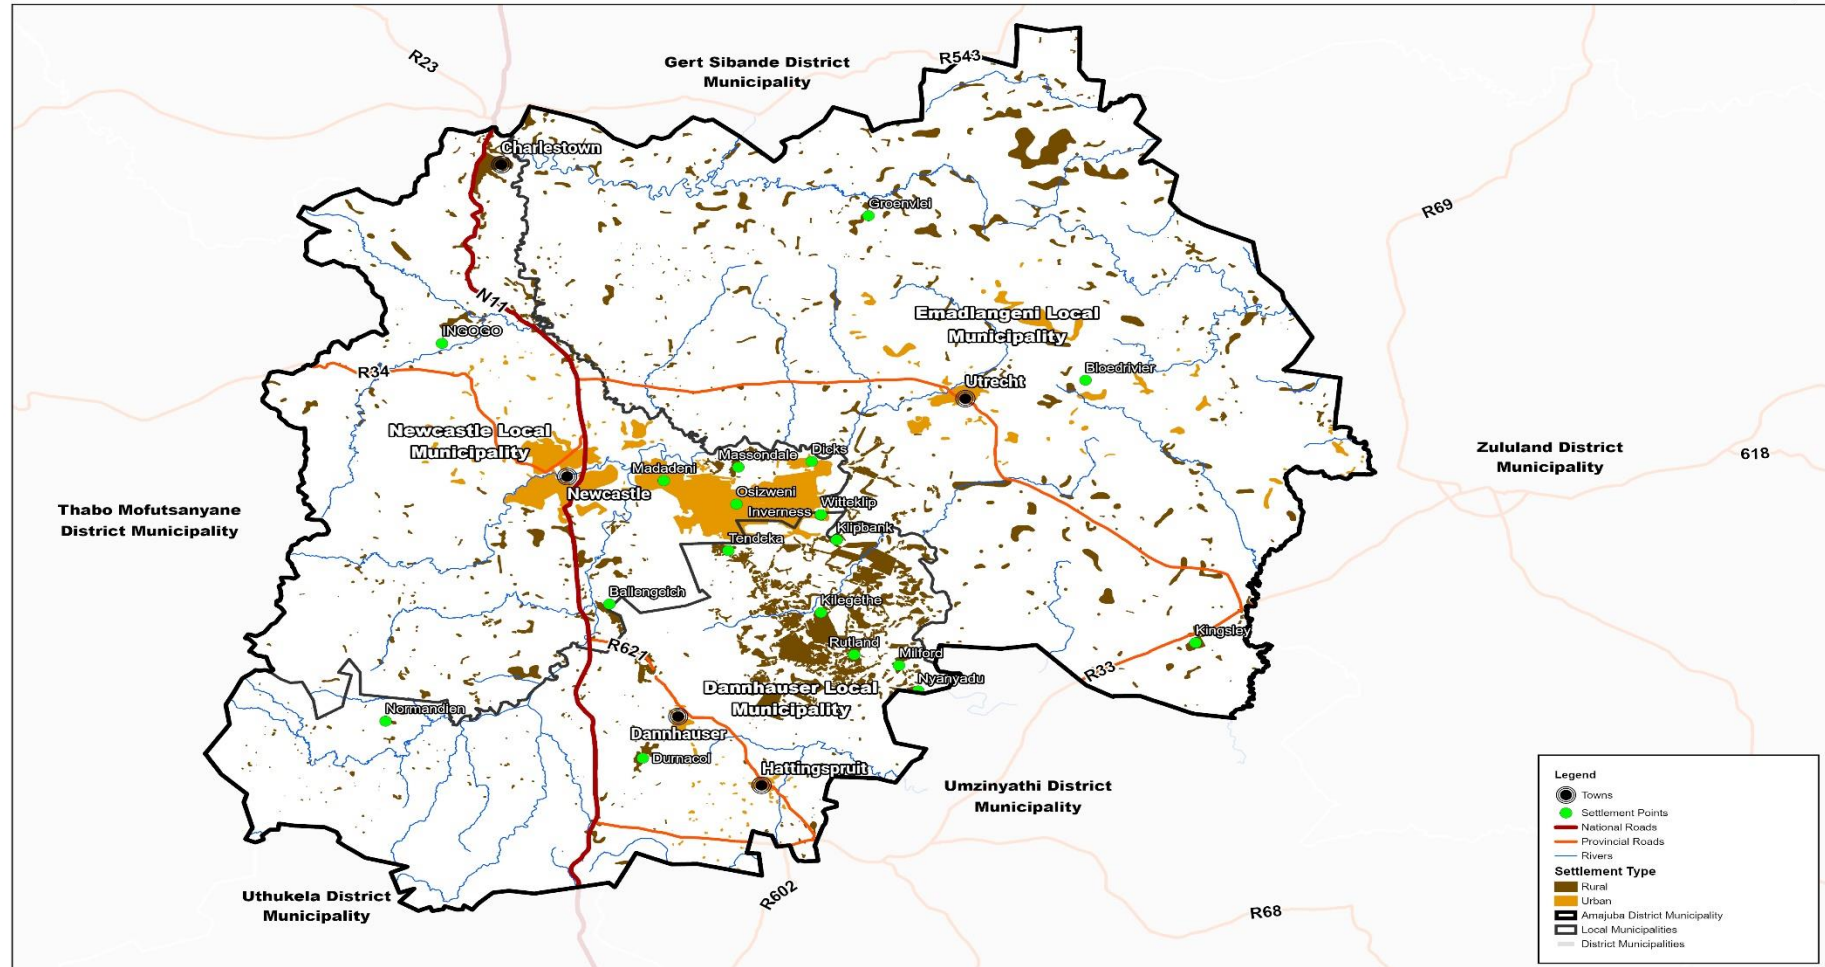 R23
Gert Sibande District
Municipality
R543
Charlestown
R69
Groenvlei
N11
Emadlangeni Local
Municipality
INGOGO
R34
Bloedrivier
Utrecht
Newcastle Local
Municipality
Zululand District
Municipality
618
Massondale
Dicks
Madadeni
Newcastle
Osizweni
Inverness
Witteklip
Thabo Mofutsanyane
District Municipality
Klipbank
Tendeka
Ballengeich
Kilegethe
R621
Rutland
Milford
Kingsley
R33
Nyanyadu
Dannhauser Local
Municipality
Normandien
Dannhauser
Durnacol
Hattingspruit
Umzinyathi District
Municipality
Uthukela District
Municipality
R602
R68
Legend
Towns
Settlement Points
National Roads
Provincial Roads
Rivers
Settlement Type
Rural
Urban
Amajuba District Municipality
Local Municipalities
District Municipalities